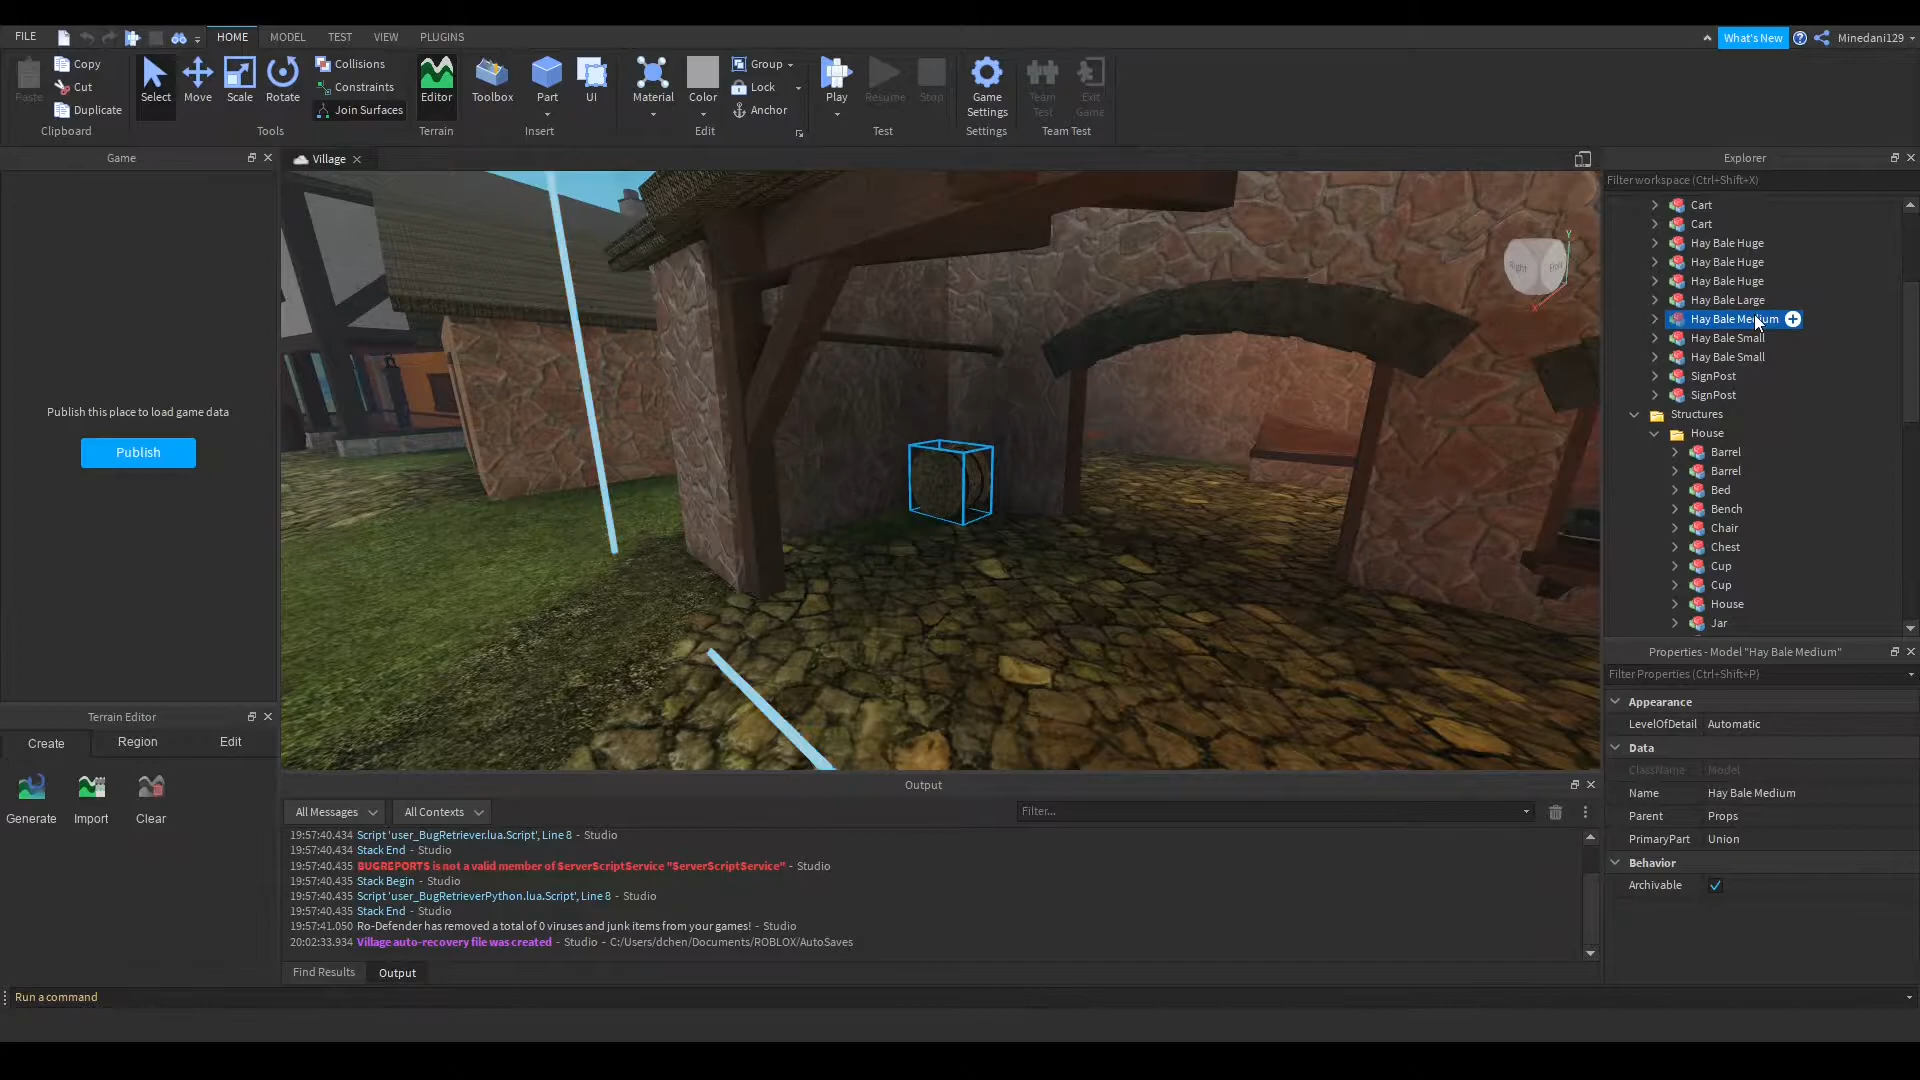 FILE HOME MODEL TEST VIEW PLUGINS What's New Minedani129
Paste Copy Cut Duplicate Select Move Scale Rotate Collisions Constraints Join Surfaces Editor Toolbox Part UI Material Color Group Lock Anchor Play Resume Stop Game Settings Team Test Exit Game
Clipboard Tools Terrain Insert Edit Test Settings Team Test
Game
Publish this place to load game data
Publish
Terrain Editor
Create Region Edit
Generate Import Clear
Village
Right
Y
X
Output
All Messages All Contexts Filter...
19:57:40.434 Script 'user_BugRetriever.lua.Script', Line 8 - Studio
19:57:40.434 Stack End - Studio
19:57:40.435 BUGREPORTS is not a valid member of ServerScriptService "ServerScriptService" - Studio
19:57:40.435 Stack Begin - Studio
19:57:40.435 Script 'user_BugRetrieverPython.lua.Script', Line 8 - Studio
19:57:40.435 Stack End - Studio
19:57:41.050 Ro-Defender has removed a total of 0 viruses and junk items from your games! - Studio
20:02:33.934 Village auto-recovery file was created - Studio - C:/Users/dchen/Documents/ROBLOX/AutoSaves
Find Results Output
Run a command
Explorer
Filter workspace (Ctrl+Shift+X)
Cart
Cart
Hay Bale Huge
Hay Bale Huge
Hay Bale Huge
Hay Bale Large
Hay Bale Medium
Hay Bale Small
Hay Bale Small
SignPost
SignPost
Structures
House
Barrel
Barrel
Bed
Bench
Chair
Chest
Cup
Cup
House
Jar
Properties - Model "Hay Bale Medium"
Filter Properties (Ctrl+Shift+P)
Appearance
LevelOfDetail Automatic
Data
ClassName Model
Name Hay Bale Medium
Parent Props
PrimaryPart Union
Behavior
Archivable